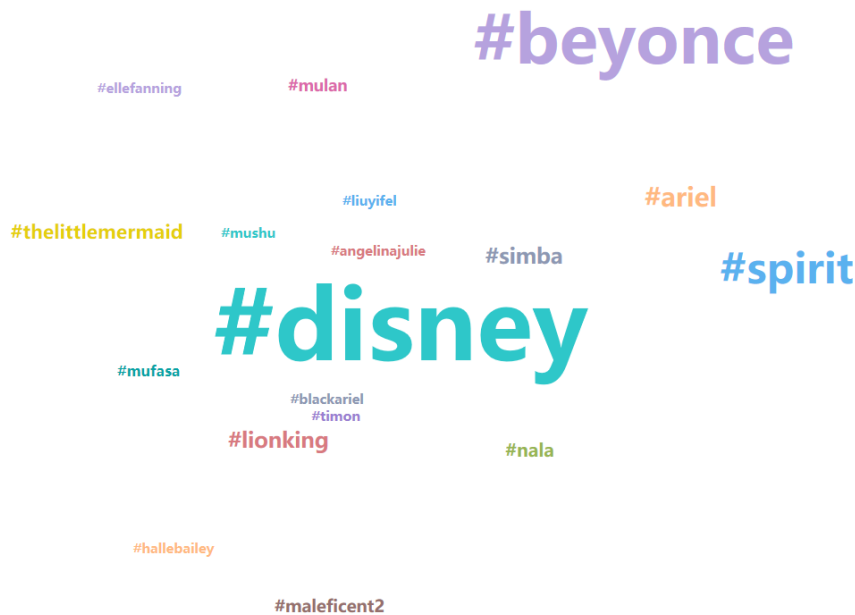 #beyonce
#ellefanning
#mulan
#ariel
#liuyifel
#thelittlemermaid
#mushu
#angelinajulie
#simba
#spirit
#disney
#mufasa
#blackariel
#timon
#lionking
#nala
#hallebailey
#maleficent2